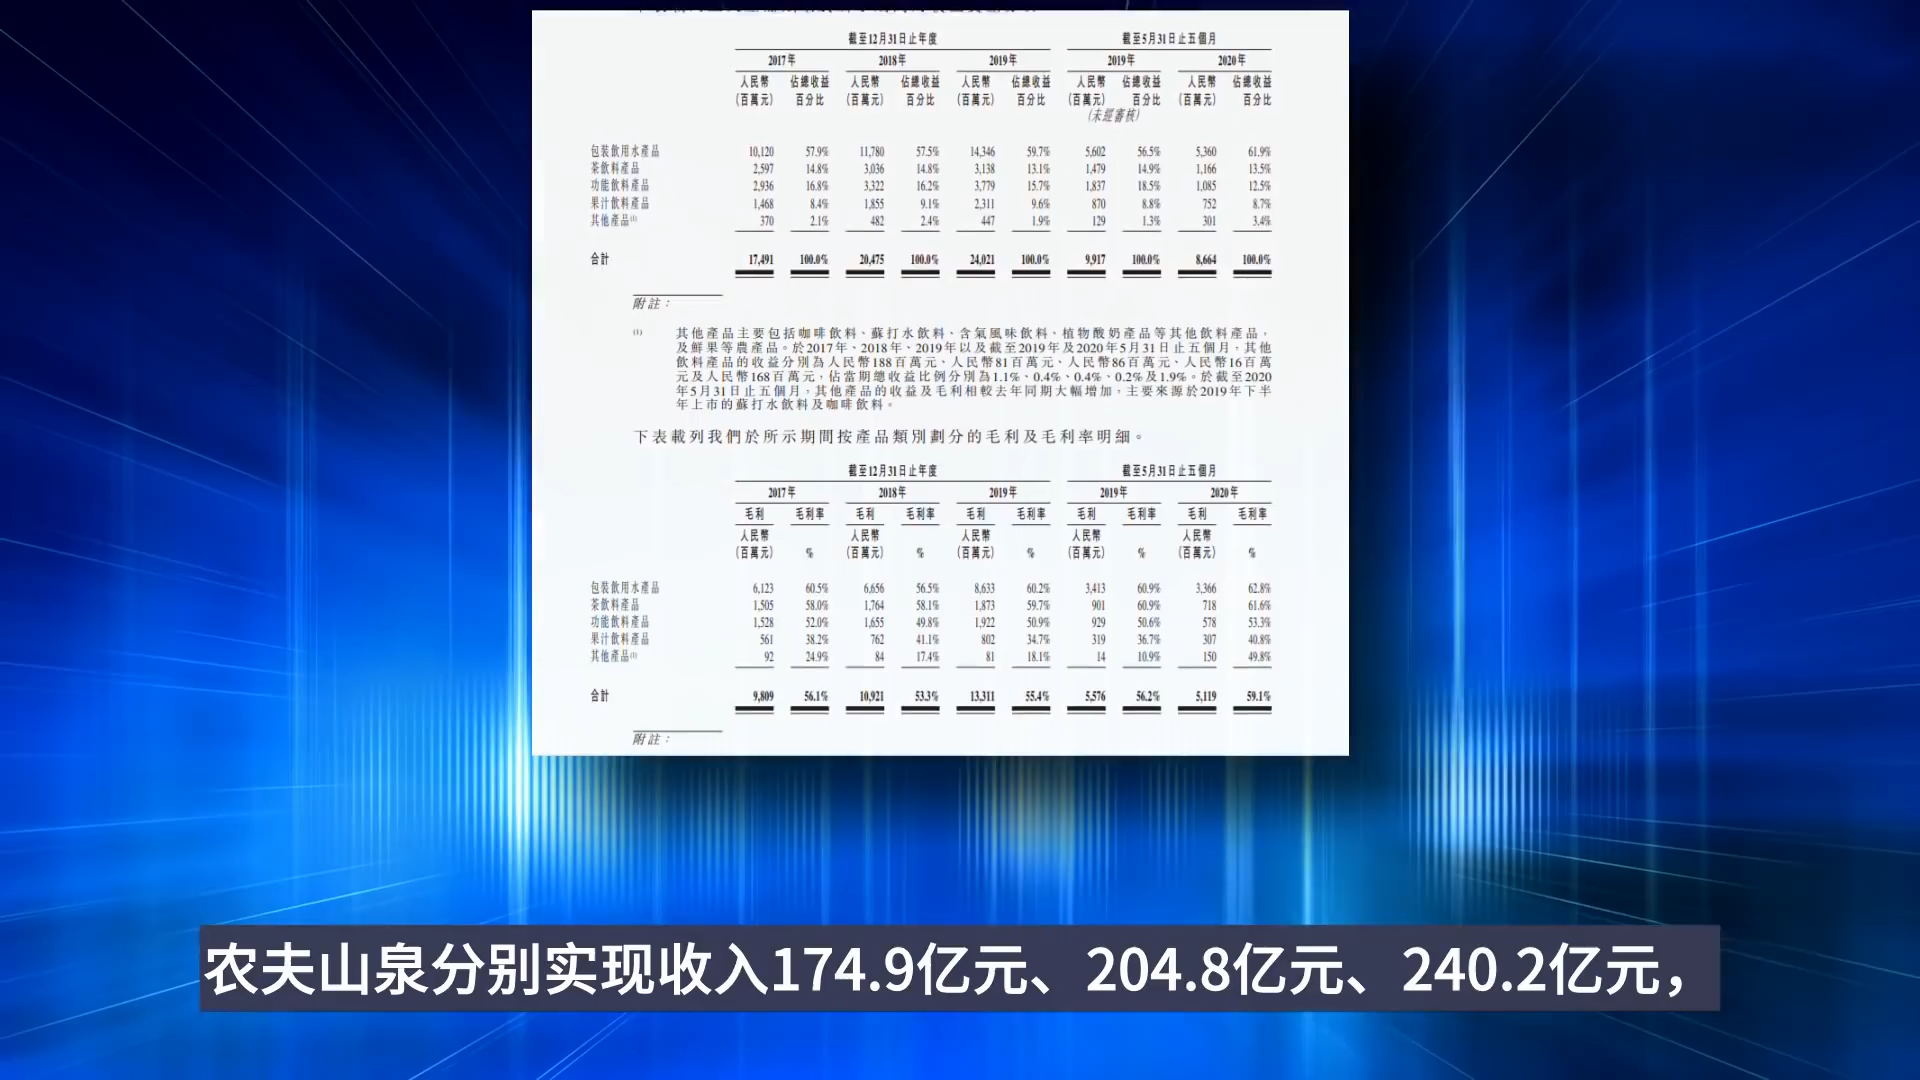 截至12月31日止年度 截至5月31日止五個月
2017年 2018年 2019年 2019年 2020年
人民幣 佔總收益 人民幣 佔總收益 人民幣 佔總收益 人民幣 佔總收益 人民幣 佔總收益
(百萬元) 百分比 (百萬元) 百分比 (百萬元) 百分比 (百萬元) 百分比 (百萬元) 百分比
(未經審核)
包裝飲用水產品 10,120 57.9% 11,780 57.5% 14,346 59.7% 5,602 56.5% 5,360 61.9%
茶飲料產品 2,597 14.8% 3,036 14.8% 3,138 13.1% 1,479 14.9% 1,166 13.5%
功能飲料產品 2,936 16.8% 3,322 16.2% 3,779 15.7% 1,837 18.5% 1,085 12.5%
果汁飲料產品 1,468 8.4% 1,855 9.1% 2,311 9.6% 870 8.8% 752 8.7%
其他產品(1) 370 2.1% 482 2.4% 447 1.9% 129 1.3% 301 3.4%
合計 17,491 100.0% 20,475 100.0% 24,021 100.0% 9,917 100.0% 8,664 100.0%
附註：
(1) 其他產品主要包括咖啡飲料、蘇打水飲料、含氣風味飲料、植物酸奶產品等其他飲料產品，
及鮮果等農產品。於2017年、2018年、2019年以及截至2019年及2020年5月31日止五個月，其他
飲料產品的收益分別為人民幣188百萬元、人民幣81百萬元、人民幣86百萬元、人民幣16百萬
元及人民幣168百萬元，佔當期總收益比例分別為1.1%、0.4%、0.4%、0.2%及1.9%。於截至2020
年5月31日止五個月，其他產品的收益及毛利相較去年同期大幅增加，主要來源於2019年下半
年上市的蘇打水飲料及咖啡飲料。
下表載列我們於所示期間按產品類別劃分的毛利及毛利率明細。
截至12月31日止年度 截至5月31日止五個月
2017年 2018年 2019年 2019年 2020年
毛利 毛利率 毛利 毛利率 毛利 毛利率 毛利 毛利率 毛利 毛利率
人民幣 人民幣 人民幣 人民幣 人民幣
(百萬元) % (百萬元) % (百萬元) % (百萬元) % (百萬元) %
包裝飲用水產品 6,123 60.5% 6,656 56.5% 8,633 60.2% 3,413 60.9% 3,366 62.8%
茶飲料產品 1,505 58.0% 1,764 58.1% 1,873 59.7% 901 60.9% 718 61.6%
功能飲料產品 1,528 52.0% 1,655 49.8% 1,922 50.9% 929 50.6% 578 53.3%
果汁飲料產品 561 38.2% 762 41.1% 802 34.7% 319 36.7% 307 40.8%
其他產品(1) 92 24.9% 84 17.4% 81 18.1% 14 10.9% 150 49.8%
合計 9,809 56.1% 10,921 53.3% 13,311 55.4% 5,576 56.2% 5,119 59.1%
附註：
农夫山泉分别实现收入174.9亿元、204.8亿元、240.2亿元，